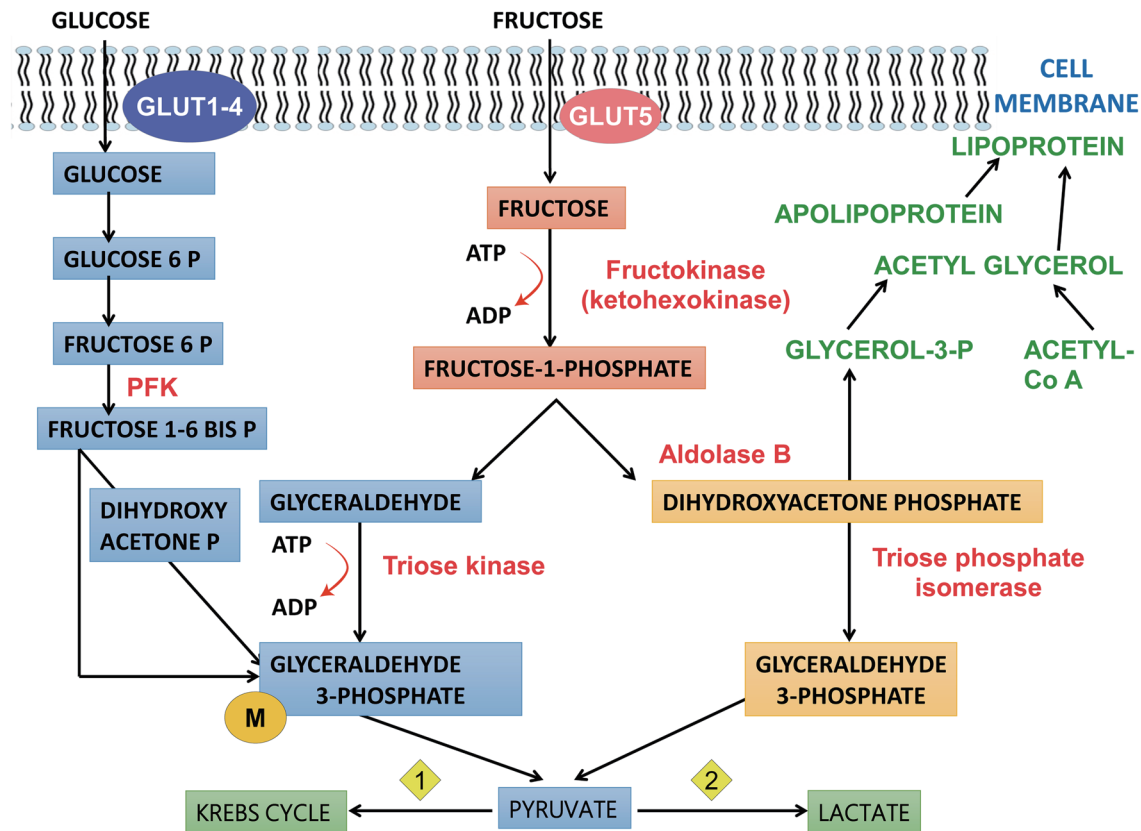 GLUCOSE
FRUCTOSE
CELL
MEMBRANE
GLUT1-4
GLUT5
LIPOPROTEIN
GLUCOSE
FRUCTOSE
APOLIPOPROTEIN
GLUCOSE 6 P
ATP
ADP
Fructokinase
(ketohexokinase)
ACETYL GLYCEROL
FRUCTOSE 6 P
FRUCTOSE-1-PHOSPHATE
GLYCEROL-3-P
ACETYL-
Co A
PFK
FRUCTOSE 1-6 BIS P
Aldolase B
DIHYDROXY
ACETONE P
GLYCERALDEHYDE
DIHYDROXYACETONE PHOSPHATE
ATP
ADP
Triose kinase
Triose phosphate
isomerase
GLYCERALDEHYDE
3-PHOSPHATE
GLYCERALDEHYDE
3-PHOSPHATE
M
1
2
KREBS CYCLE
PYRUVATE
LACTATE